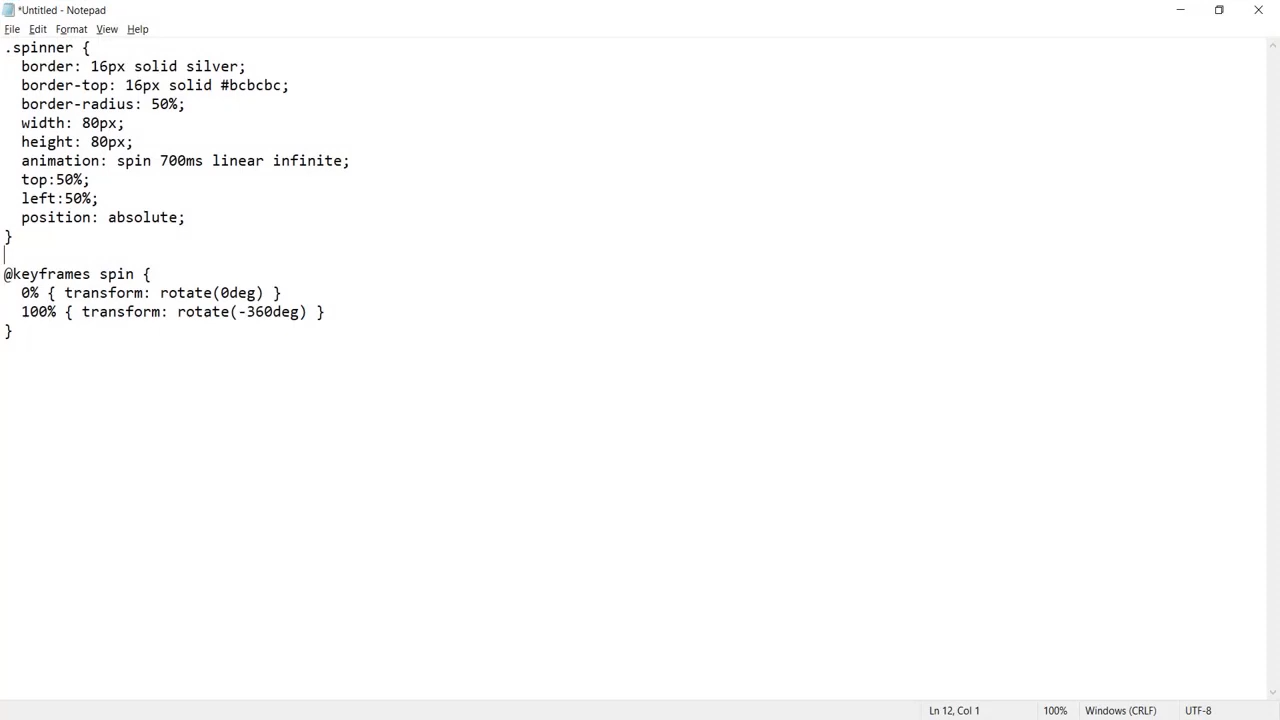 *Untitled - Notepad
File Edit Format View Help
.spinner {
  border: 16px solid silver;
  border-top: 16px solid #bcbcbc;
  border-radius: 50%;
  width: 80px;
  height: 80px;
  animation: spin 700ms linear infinite;
  top:50%;
  left:50%;
  position: absolute;
}

@keyframes spin {
  0% { transform: rotate(0deg) }
  100% { transform: rotate(-360deg) }
}
Ln 12, Col 1 100% Windows (CRLF) UTF-8